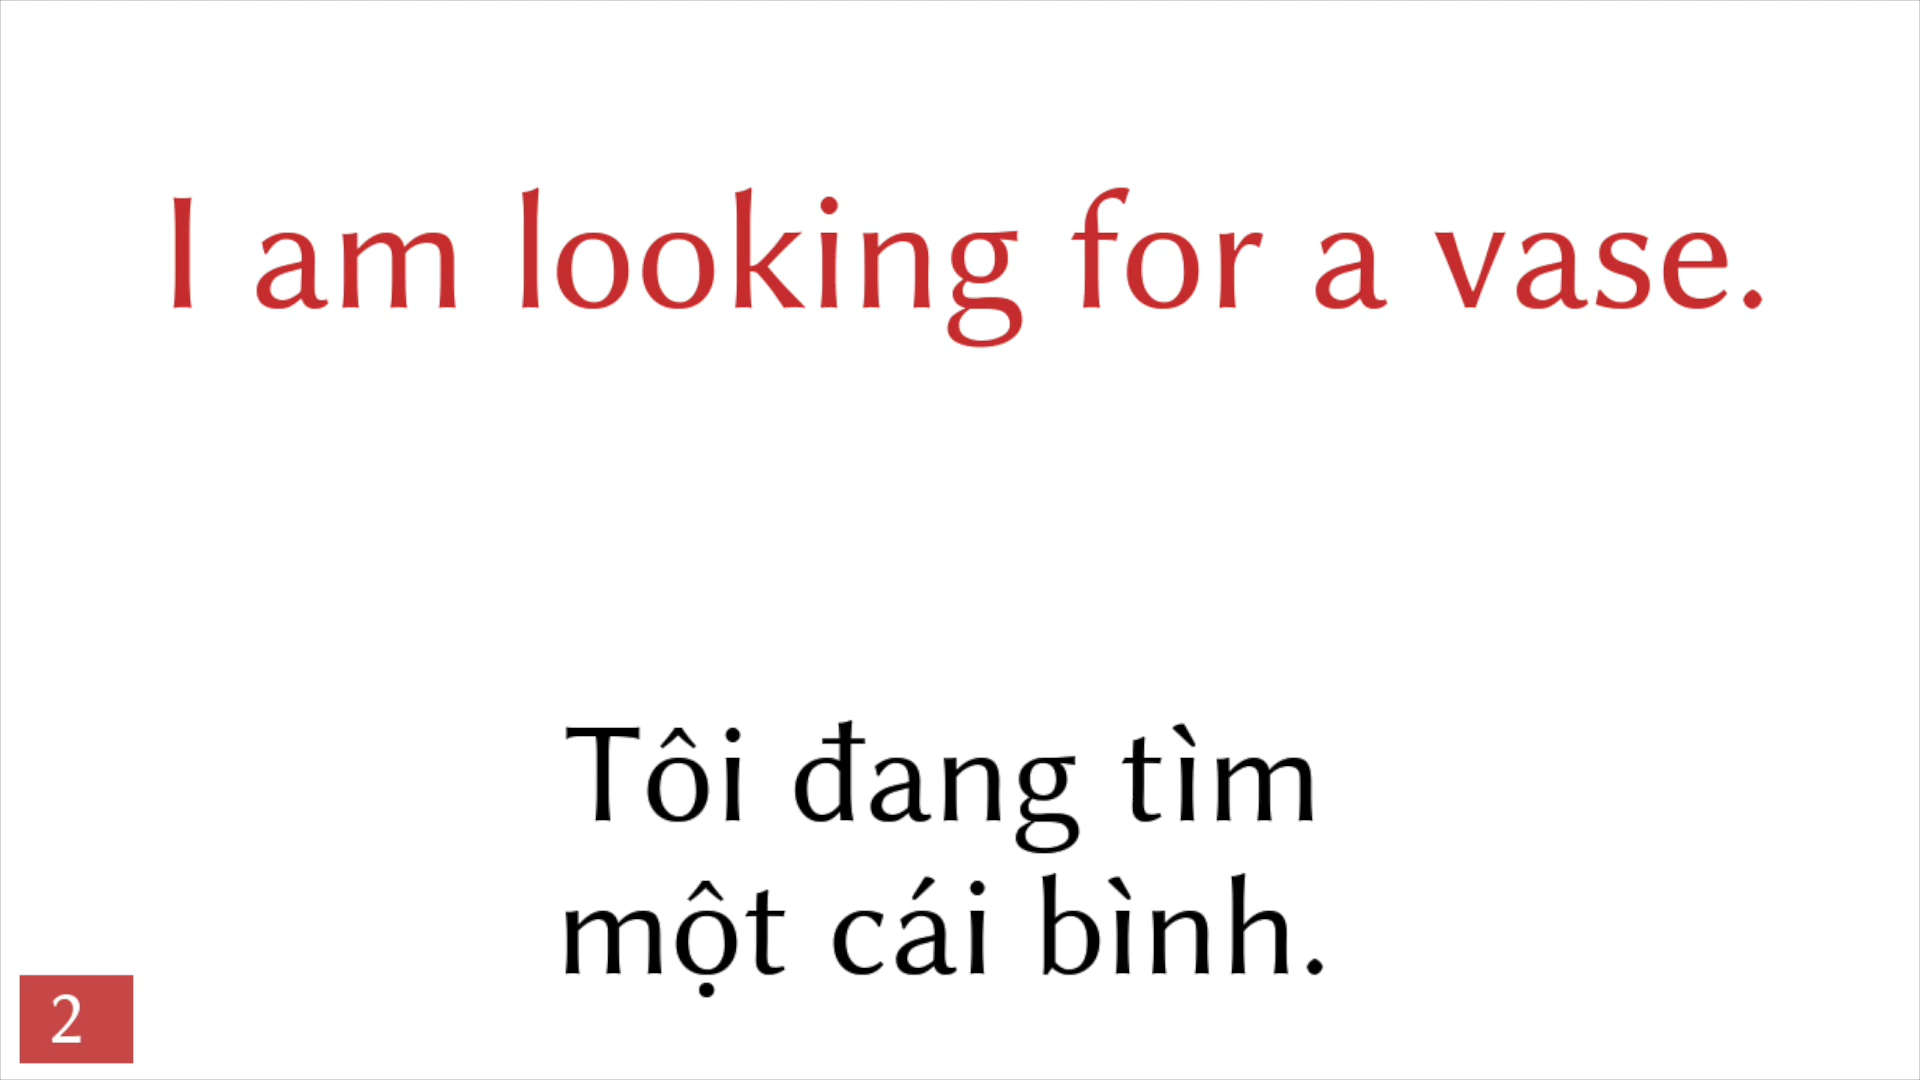 I am looking for a vase.
Tôi đang tìm
một cái bình.
2